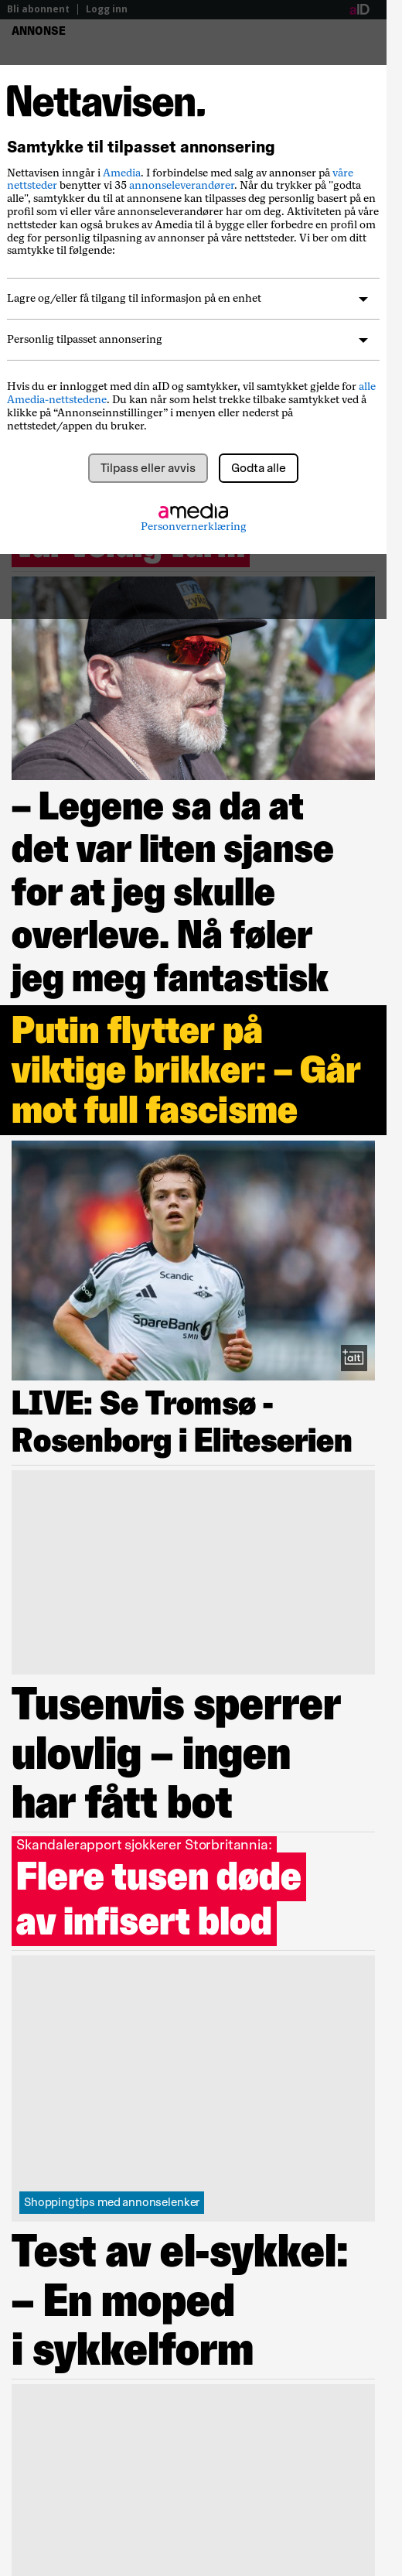 Bli abonnent
Logg inn
aID
ANNONSE
Nettavisen.
Samtykke til tilpasset annonsering
Nettavisen inngår i Amedia. I forbindelse med salg av annonser på våre
nettsteder benytter vi 35 annonseleverandører. Når du trykker på "godta
alle", samtykker du til at annonsene kan tilpasses deg personlig basert på en
profil som vi eller våre annonseleverandører har om deg. Aktiviteten på våre
nettsteder kan også brukes av Amedia til å bygge eller forbedre en profil om
deg for personlig tilpasning av annonser på våre nettsteder. Vi ber om ditt
samtykke til følgende:
Lagre og/eller få tilgang til informasjon på en enhet
Personlig tilpasset annonsering
Hvis du er innlogget med din aID og samtykker, vil samtykket gjelde for alle
Amedia-nettstedene. Du kan når som helst trekke tilbake samtykket ved å
klikke på “Annonseinnstillinger” i menyen eller nederst på
nettstedet/appen du bruker.
Tilpass eller avvis
Godta alle
amedia
Personvernerklæring
– Legene sa da at
det var liten sjanse
for at jeg skulle
overleve. Nå føler
jeg meg fantastisk
Putin flytter på
viktige brikker: – Går
mot full fascisme
Scandic
SpareBank
SMN
+alt
LIVE: Se Tromsø -
Rosenborg i Eliteserien
Tusenvis sperrer
ulovlig – ingen
har fått bot
Skandalerapport sjokkerer Storbritannia:
Flere tusen døde
av infisert blod
Shoppingtips med annonselenker
Test av el-sykkel:
– En moped
i sykkelform